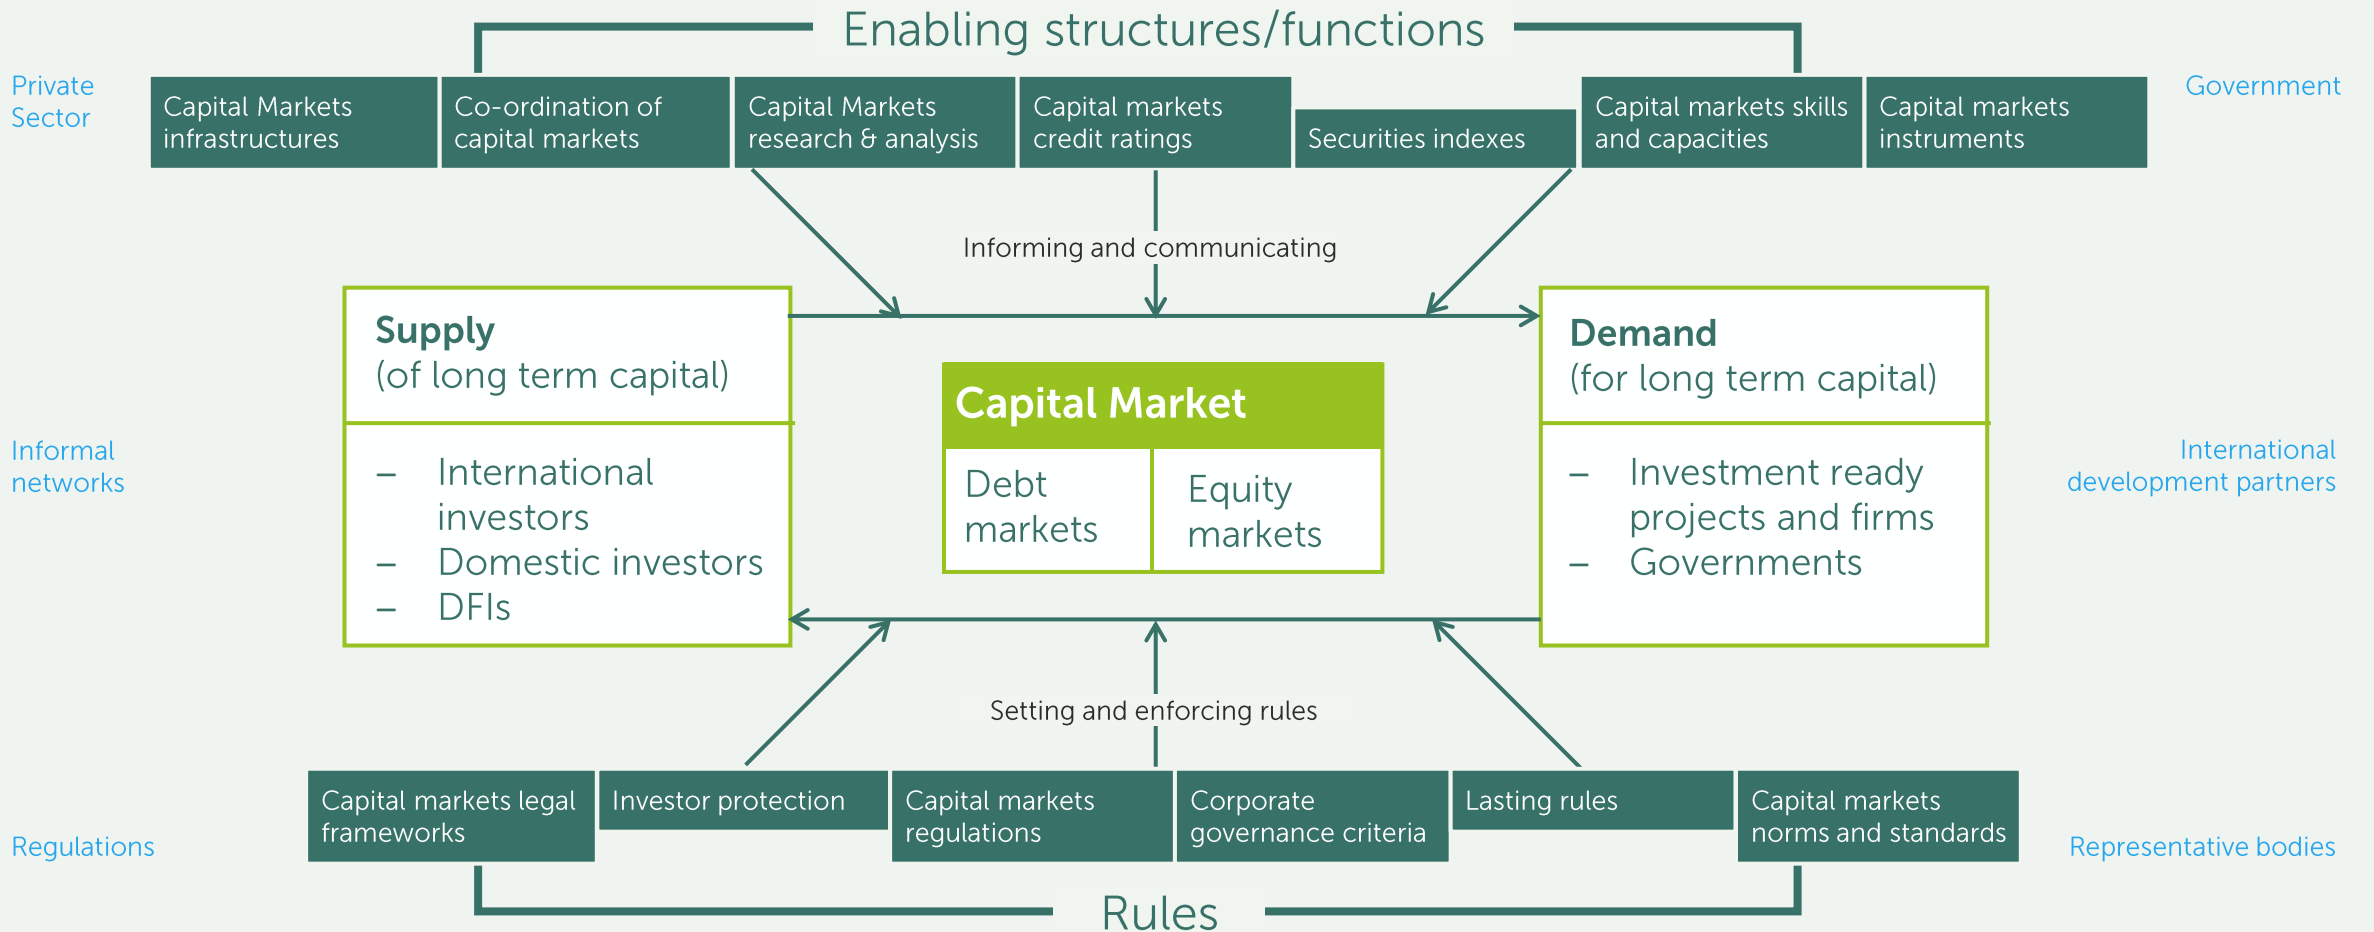 Enabling structures/functions
Private
Sector
Government
Capital Markets
infrastructures
Co-ordination of
capital markets
Capital Markets
research & analysis
Capital markets
credit ratings
Securities indexes
Capital markets skills
and capacities
Capital markets
instruments
Informing and communicating
Supply
(of long term capital)
– International
investors
– Domestic investors
– DFIs
Capital Market
Debt
markets
Equity
markets
Demand
(for long term capital)
– Investment ready
projects and firms
– Governments
Informal
networks
International
development partners
Setting and enforcing rules
Capital markets legal
frameworks
Investor protection
Capital markets
regulations
Corporate
governance criteria
Lasting rules
Capital markets
norms and standards
Regulations
Representative bodies
Rules